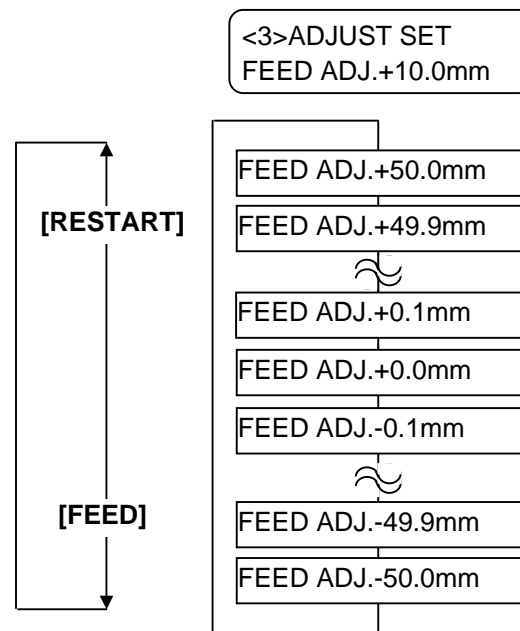 <3>ADJUST SET
FEED ADJ.+10.0mm
FEED ADJ.+50.0mm
[RESTART]
FEED ADJ.+49.9mm
FEED ADJ.+0.1mm
FEED ADJ.+0.0mm
FEED ADJ.-0.1mm
[FEED]
FEED ADJ.-49.9mm
FEED ADJ.-50.0mm